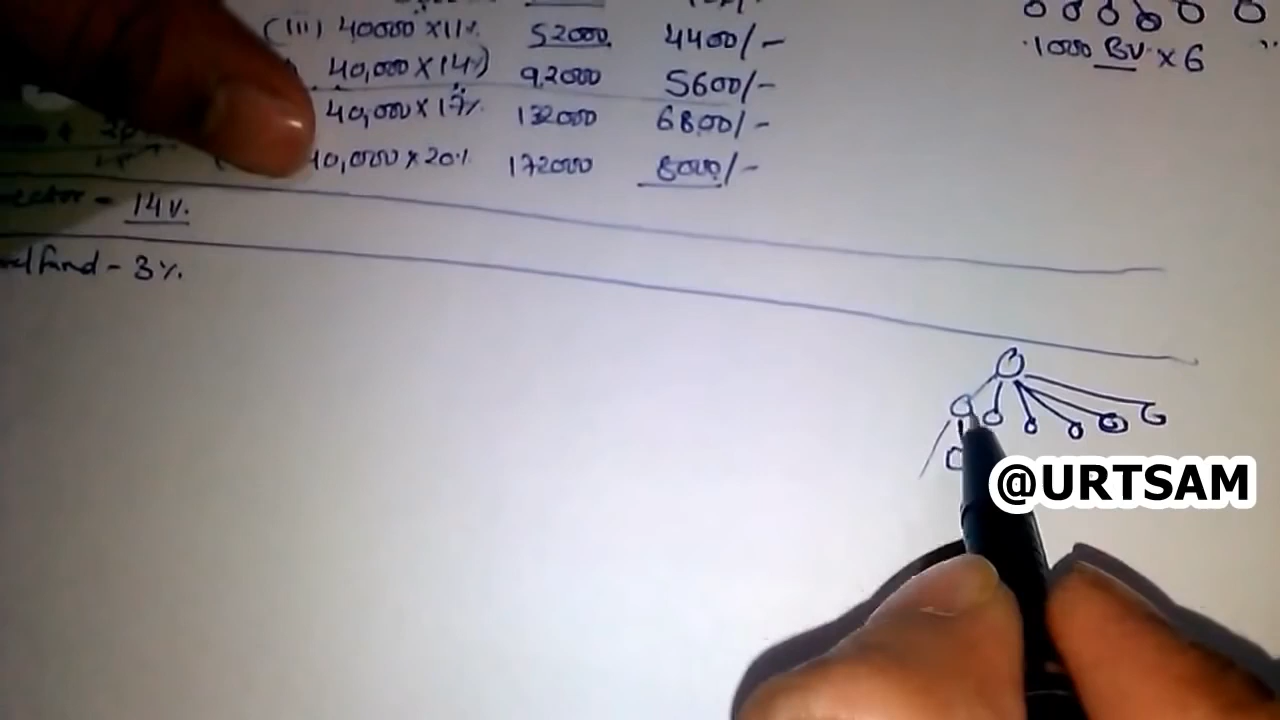 (III) 40000 X 11% 52000 4400/-
40,000 X 14%) 92000 5600/-
40,000 X 17% 132000 6800/-
40,000 X 20% 172000 8000/-
1000 BV X 6
14%
Fund - 3%.
@URTSAM